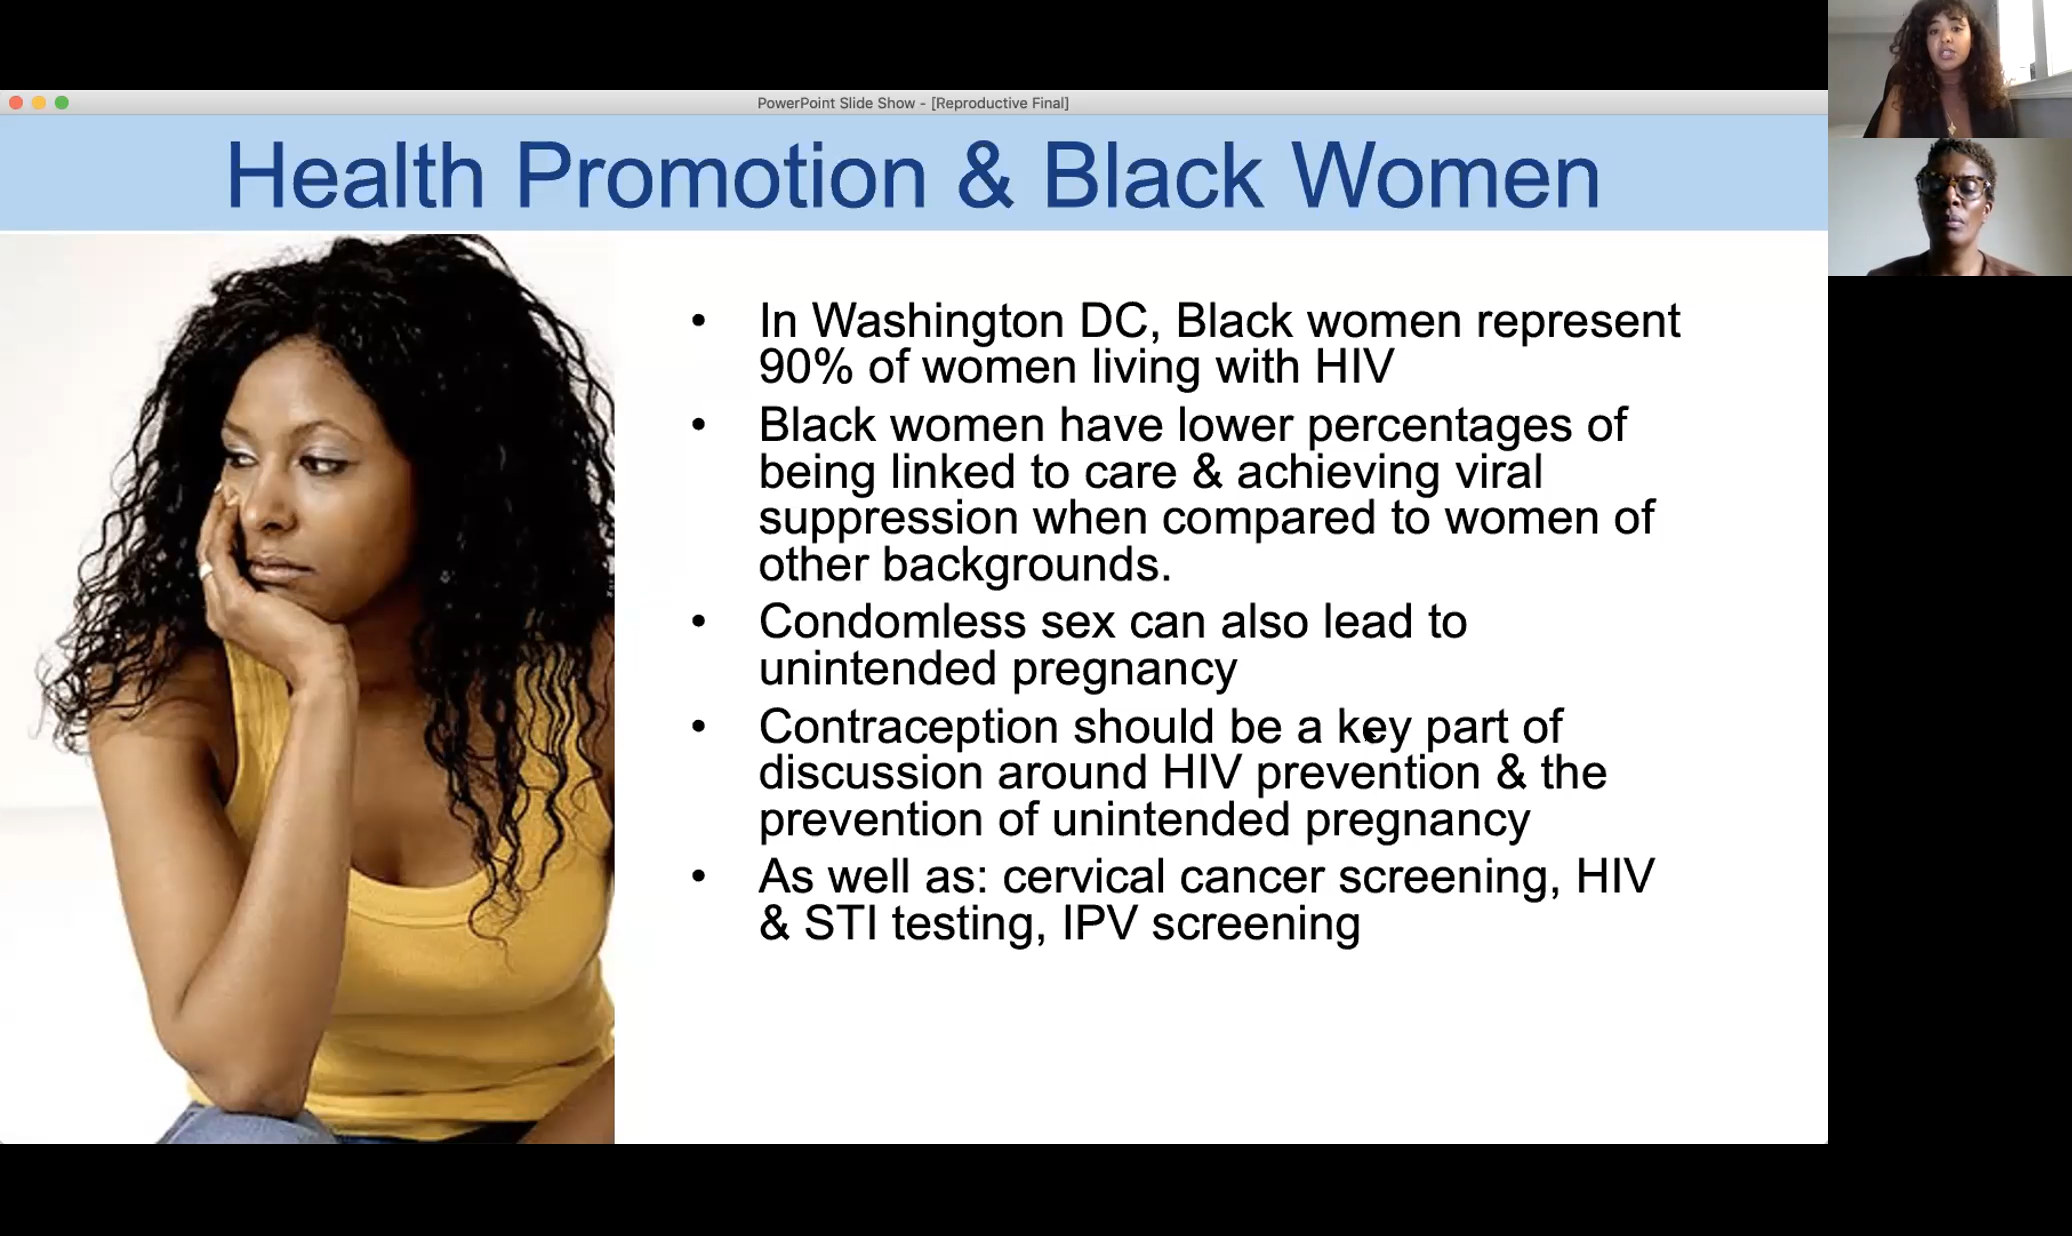 PowerPoint Slide Show - [Reproductive Final]
Health Promotion & Black Women
• In Washington DC, Black women represent
90% of women living with HIV
• Black women have lower percentages of
being linked to care & achieving viral
suppression when compared to women of
other backgrounds.
• Condomless sex can also lead to
unintended pregnancy
• Contraception should be a key part of
discussion around HIV prevention & the
prevention of unintended pregnancy
• As well as: cervical cancer screening, HIV
& STI testing, IPV screening